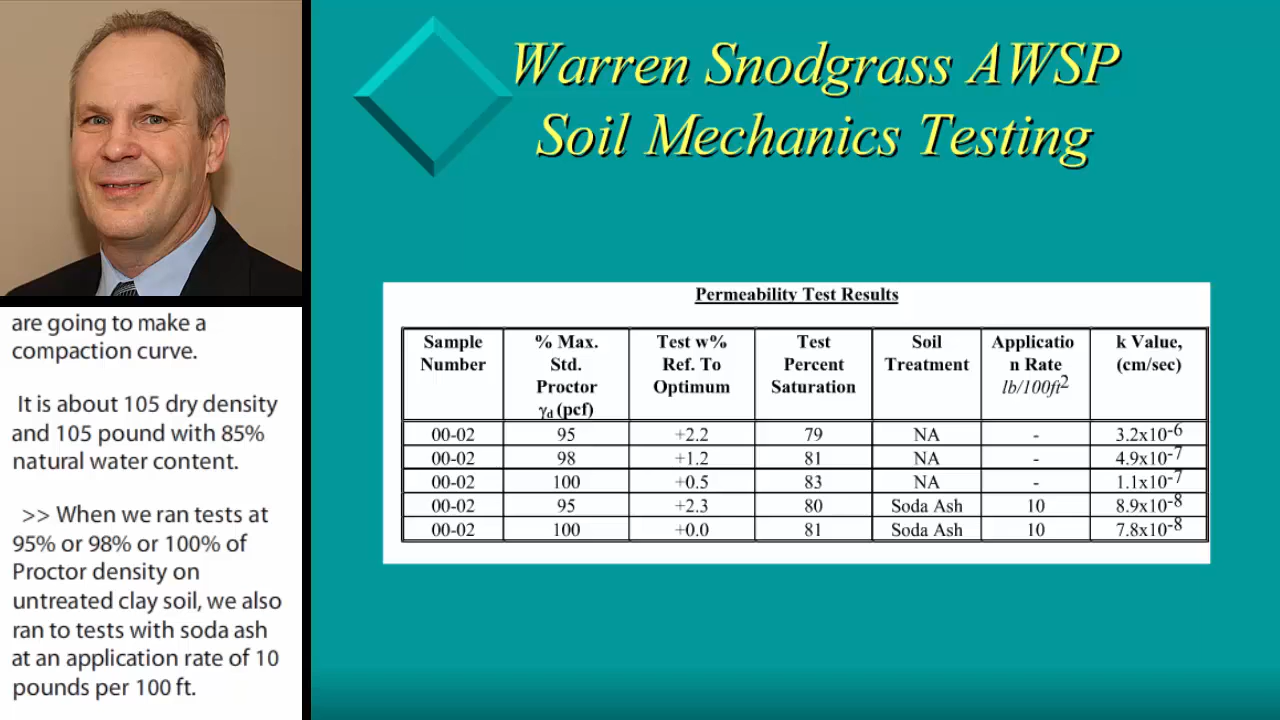 Warren Snodgrass AWSP
Soil Mechanics Testing
are going to make a
compaction curve.
It is about 105 dry density
and 105 pound with 85%
natural water content.
>> When we ran tests at
95% or 98% or 100% of
Proctor density on
untreated clay soil, we also
ran to tests with soda ash
at an application rate of 10
pounds per 100 ft.
Permeability Test Results
Sample Number % Max. Std. Proctor γd (pcf) Test w% Ref. To Optimum Test Percent Saturation Soil Treatment Applicatio n Rate lb/100ft² k Value, (cm/sec)
00-02 95 +2.2 79 NA - 3.2x10⁻⁶
00-02 98 +1.2 81 NA - 4.9x10⁻⁷
00-02 100 +0.5 83 NA - 1.1x10⁻⁷
00-02 95 +2.3 80 Soda Ash 10 8.9x10⁻⁸
00-02 100 +0.0 81 Soda Ash 10 7.8x10⁻⁸